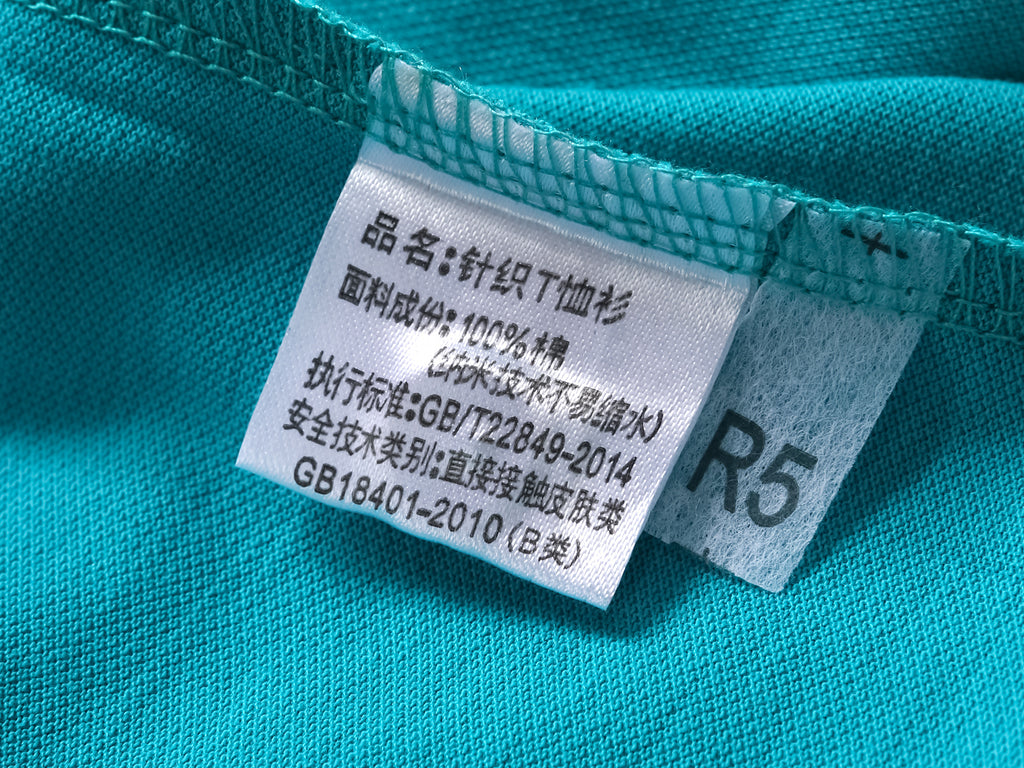 品名:针织T恤衫
面料成份:100%棉
(纳米技术不易缩水)
执行标准:GB/T22849-2014
安全技术类别:直接接触皮肤类
GB18401-2010(B类)
R5